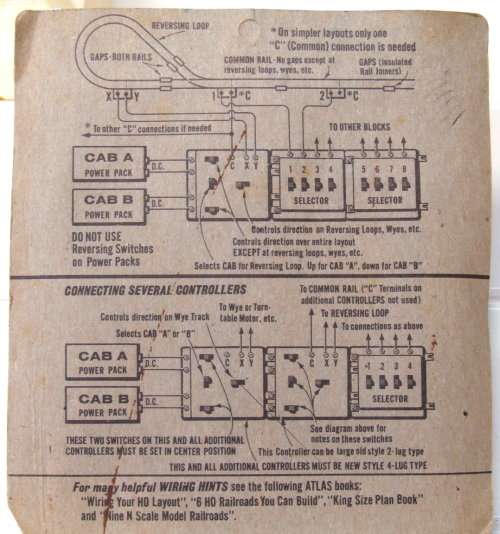 REVERSING LOOP
* On simpler layouts only one
"C" (Common) connection is needed
GAPS-BOTH RAILS
COMMON RAIL - No gaps except at
reversing loops, wyes, etc.
GAPS (Insulated
Rail Joiners)
X Y
1 *C
2 *C
* To other "C" connections if needed
TO OTHER BLOCKS
CAB A
POWER PACK
D.C.
C X Y
1 2 3 4
SELECTOR
5 6 7 8
SELECTOR
CAB B
POWER PACK
D.C.
Controls direction on Reversing Loops, Wyes, etc.
DO NOT USE
Reversing Switches
on Power Packs
Controls direction over entire layout
EXCEPT at reversing loops, wyes, etc.
Selects CAB for Reversing Loop. Up for CAB "A", down for CAB "B"
CONNECTING SEVERAL CONTROLLERS
To COMMON RAIL ("C" Terminals on
additional CONTROLLERS not used)
To Wye or Turn-
table Motor, etc.
To REVERSING LOOP
Controls direction on Wye Track
To connections as above
Selects CAB "A" or "B"
CAB A
POWER PACK
D.C.
C X Y
C X Y
1 2 3 4
SELECTOR
CAB B
POWER PACK
D.C.
See diagram above for
notes on these switches
THESE TWO SWITCHES ON THIS AND ALL ADDITIONAL
CONTROLLERS MUST BE SET IN CENTER POSITION
This Controller can be large old style 2-lug type
THIS AND ALL ADDITIONAL CONTROLLERS MUST BE NEW STYLE 4-LUG TYPE
For many helpful WIRING HINTS see the following ATLAS books:
"Wiring Your HO Layout", "6 HO Railroads You Can Build", "King Size Plan Book"
and "Nine N Scale Model Railroads".